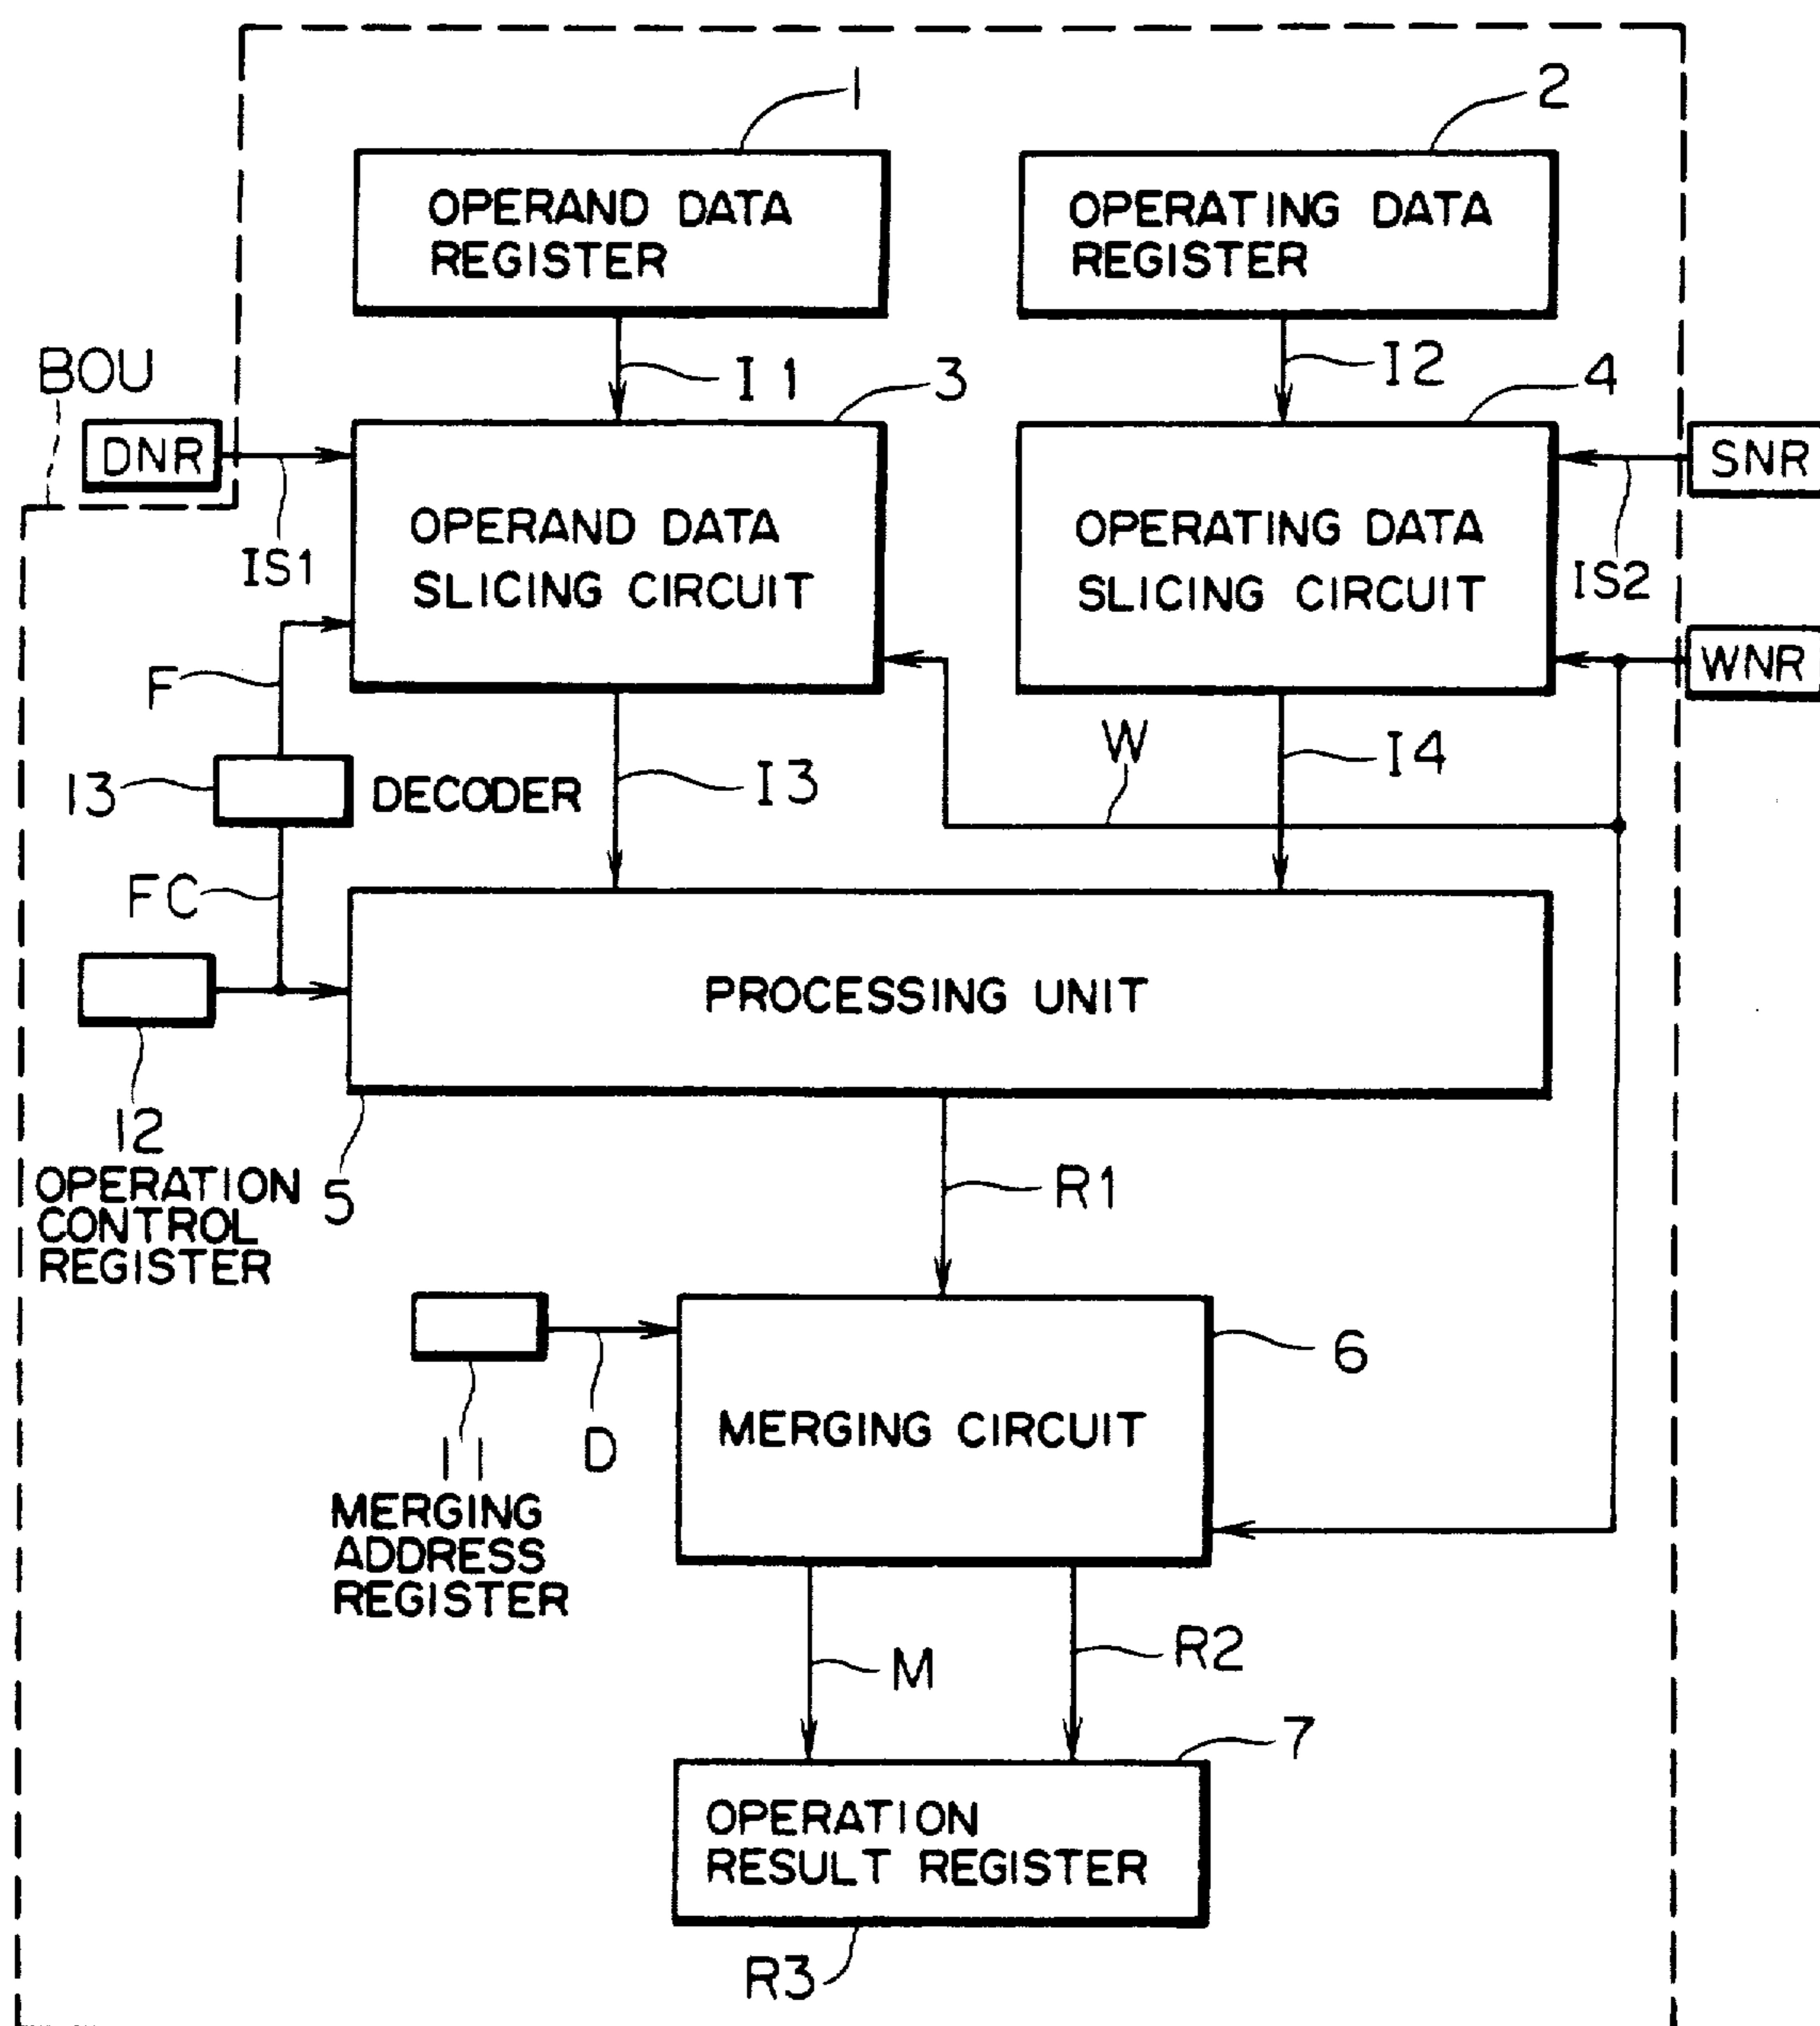 1
2
OPERAND DATA
REGISTER
OPERATING DATA
REGISTER
BOU
I1
3
I2
4
DNR
SNR
IS1
OPERAND DATA
SLICING CIRCUIT
OPERATING DATA
SLICING CIRCUIT
IS2
F
WNR
W
13
DECODER
I3
I4
FC
PROCESSING UNIT
12
OPERATION
CONTROL
REGISTER
5
R1
6
MERGING CIRCUIT
D
11
MERGING
ADDRESS
REGISTER
M
R2
7
OPERATION
RESULT REGISTER
R3